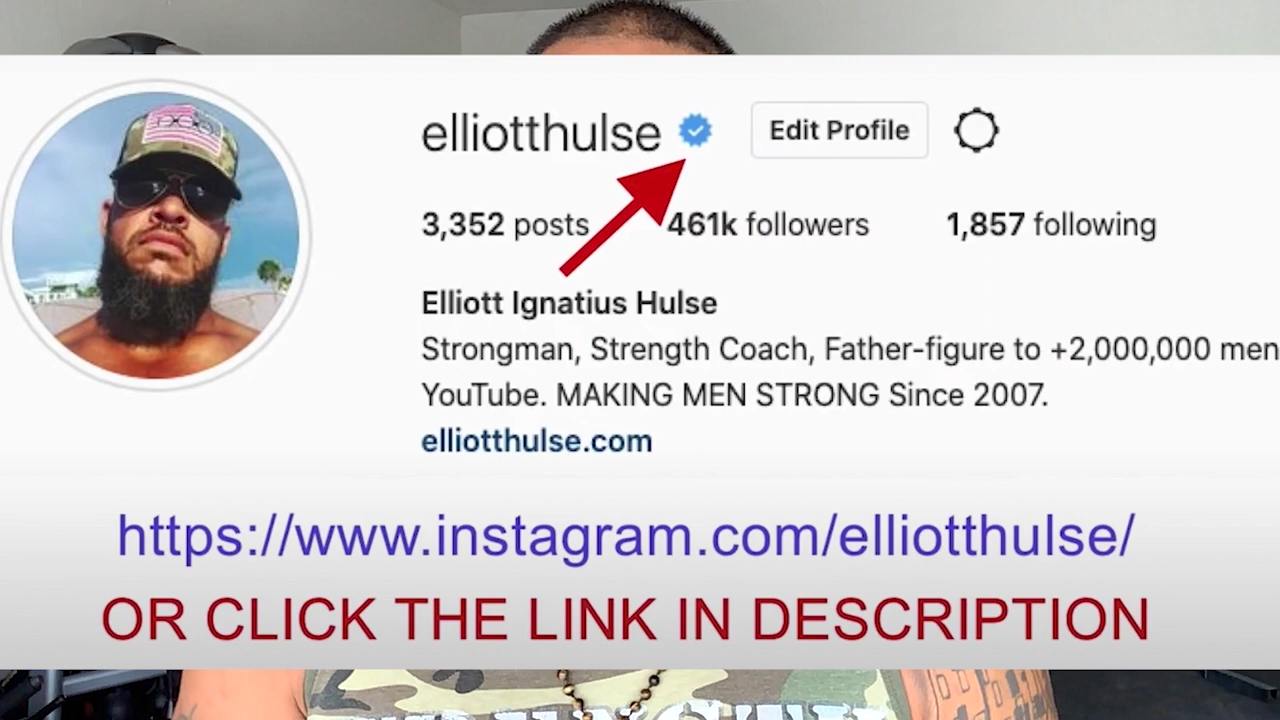 elliotthulse Edit Profile
3,352 posts 461k followers 1,857 following
Elliott Ignatius Hulse
Strongman, Strength Coach, Father-figure to +2,000,000 men
YouTube. MAKING MEN STRONG Since 2007.
elliotthulse.com
https://www.instagram.com/elliotthulse/
OR CLICK THE LINK IN DESCRIPTION